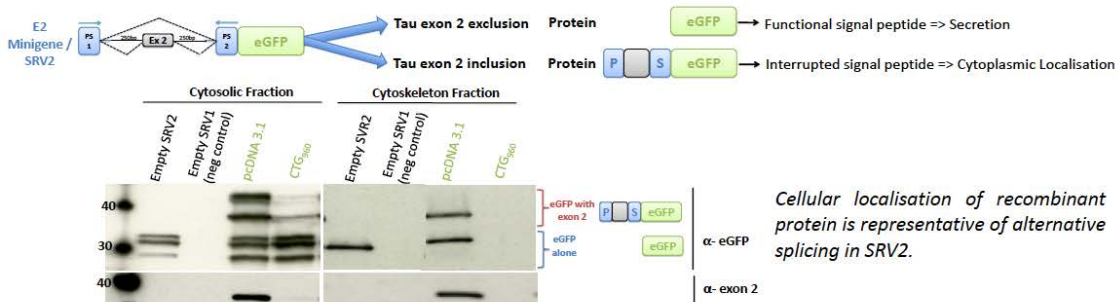 E2
Minigene /
SRV2
PS
1
250bp
Ex 2
250bp
PS
2
eGFP
Tau exon 2 exclusion Protein eGFP Functional signal peptide => Secretion
Tau exon 2 inclusion Protein P S eGFP Interrupted signal peptide => Cytoplasmic Localisation
Cytosolic Fraction Cytoskeleton Fraction
Empty SRV2
Empty SRV1
(neg control)
pcDNA 3.1
CTG960
Empty SVR2
Empty SRV1
(neg control)
pcDNA 3.1
CTG960
40
30
40
eGFP with
exon 2
P S eGFP
eGFP
alone
eGFP
α- eGFP
α- exon 2
Cellular localisation of recombinant
protein is representative of alternative
splicing in SRV2.